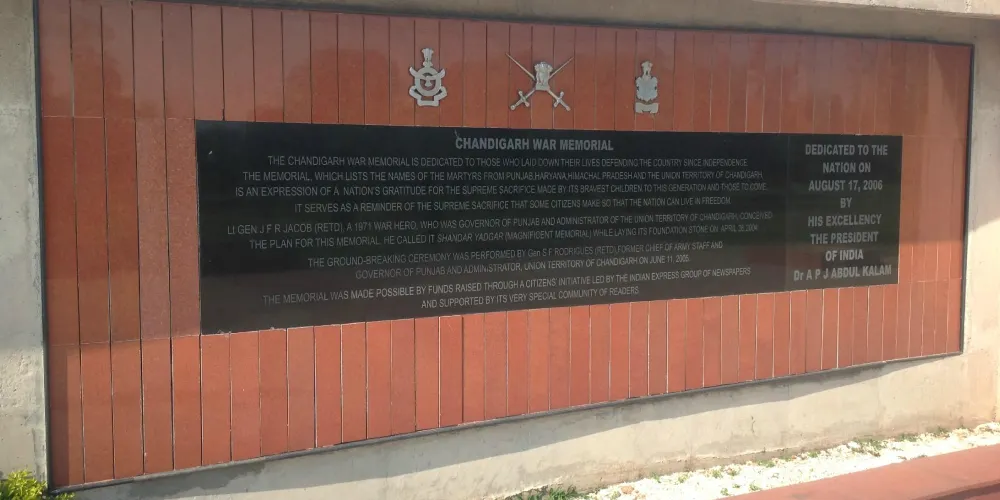 CHANDIGARH WAR MEMORIAL
THE CHANDIGARH WAR MEMORIAL IS DEDICATED TO THOSE WHO LAID DOWN THEIR LIVES DEFENDING THE COUNTRY SINCE INDEPENDENCE.
THE MEMORIAL, WHICH LISTS THE NAMES OF THE MARTYRS FROM PUNJAB,HARYANA,HIMACHAL PRADESH AND THE UNION TERRITORY OF CHANDIGARH,
IS AN EXPRESSION OF A NATION'S GRATITUDE FOR THE SUPREME SACRIFICE MADE BY ITS BRAVEST CHILDREN TO THIS GENERATION AND THOSE TO COME.
IT SERVES AS A REMINDER OF THE SUPREME SACRIFICE THAT SOME CITIZENS MAKE SO THAT THE NATION CAN LIVE IN FREEDOM.
Lt GEN J F R JACOB (RETD), A 1971 WAR HERO, WHO WAS GOVERNOR OF PUNJAB AND ADMINISTRATOR OF THE UNION TERRITORY OF CHANDIGARH, CONCEIVED
THE PLAN FOR THIS MEMORIAL. HE CALLED IT SHANDAR YADGAR (MAGNIFICENT MEMORIAL) WHILE LAYING ITS FOUNDATION STONE ON APRIL
THE GROUND-BREAKING CEREMONY WAS PERFORMED BY Gen S F RODRIGUES (RETD),FORMER CHIEF OF ARMY STAFF AND
GOVERNOR OF PUNJAB AND ADMINISTRATOR, UNION TERRITORY OF CHANDIGARH ON JUNE 11, 2005.
THE MEMORIAL WAS MADE POSSIBLE BY FUNDS RAISED THROUGH A CITIZENS' INITIATIVE LED BY THE INDIAN EXPRESS GROUP OF NEWSPAPERS
AND SUPPORTED BY ITS VERY SPECIAL COMMUNITY OF READERS.
DEDICATED TO THE
NATION ON
AUGUST 17, 2006
BY
HIS EXCELLENCY
THE PRESIDENT
OF INDIA
Dr A P J ABDUL KALAM